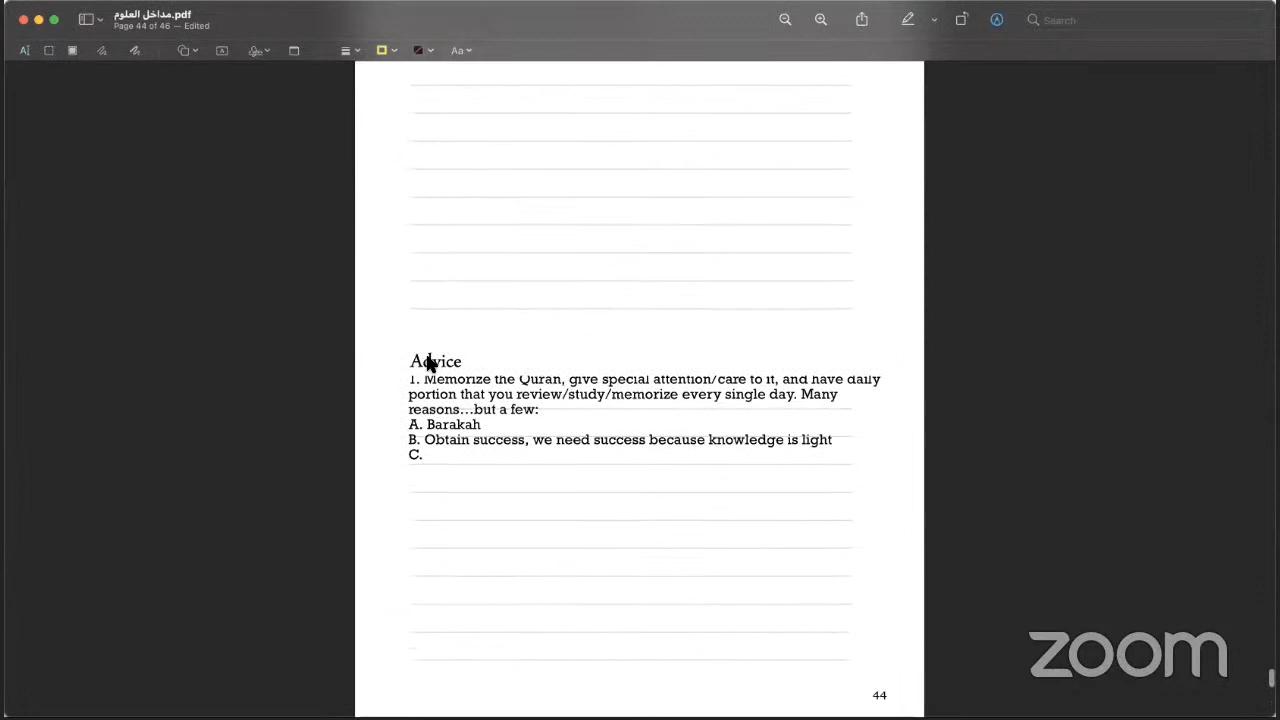 مداخل العلوم.pdf
Page 44 of 46 — Edited
Search
Aa
Advice
1. Memorize the Quran, give special attention/care to it, and have daily
portion that you review/study/memorize every single day. Many
reasons...but a few:
A. Barakah
B. Obtain success, we need success because knowledge is light
C.
44
zoom